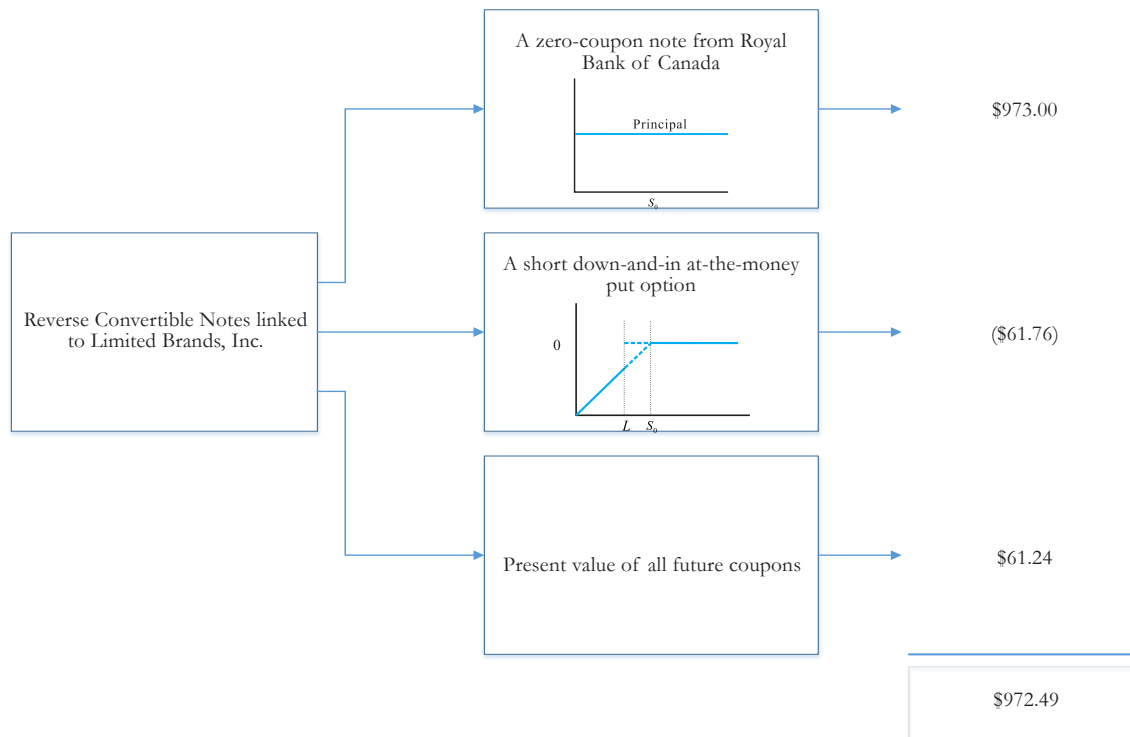 A zero-coupon note from Royal
Bank of Canada
Principal
S₀
$973.00
Reverse Convertible Notes linked
to Limited Brands, Inc.
A short down-and-in at-the-money
put option
0
L S₀
($61.76)
Present value of all future coupons
$61.24
$972.49